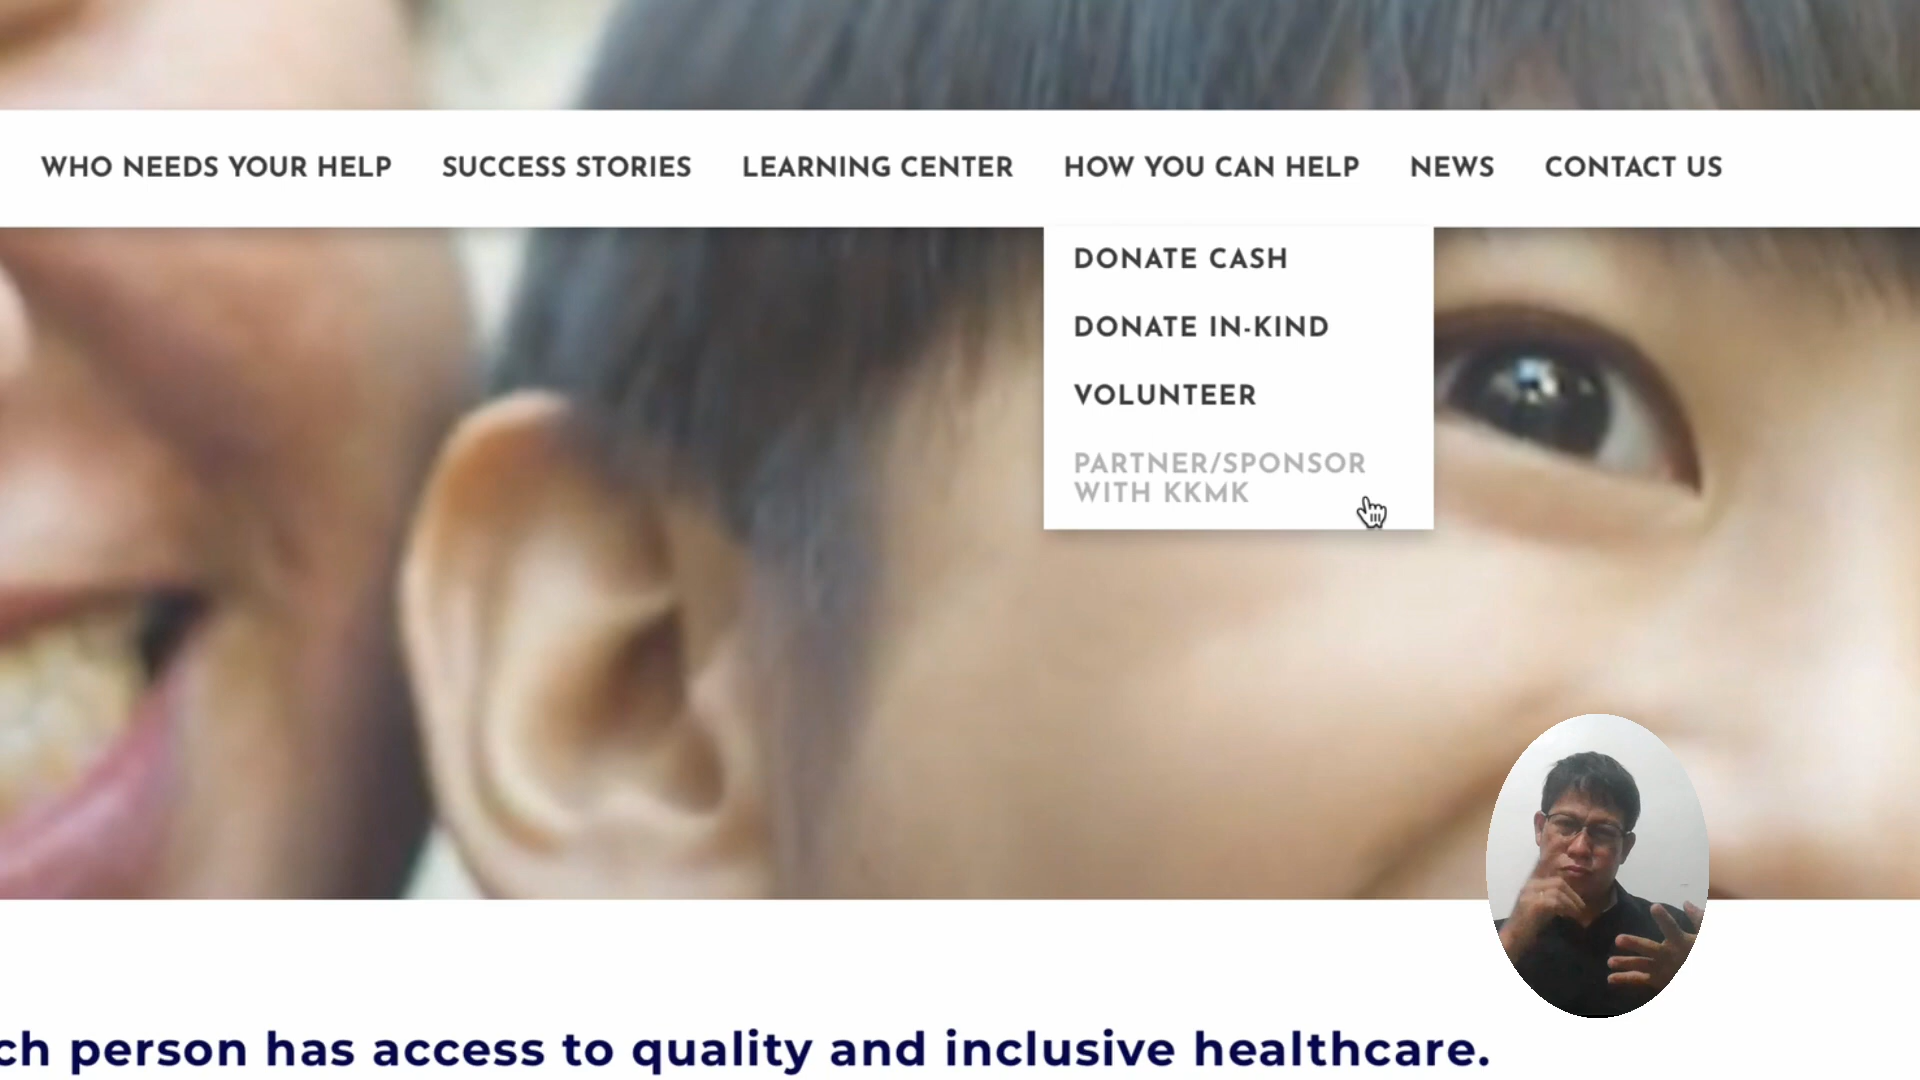 WHO NEEDS YOUR HELP SUCCESS STORIES LEARNING CENTER HOW YOU CAN HELP NEWS CONTACT US
DONATE CASH
DONATE IN-KIND
VOLUNTEER
PARTNER/SPONSOR
WITH KKMK
ch person has access to quality and inclusive healthcare.